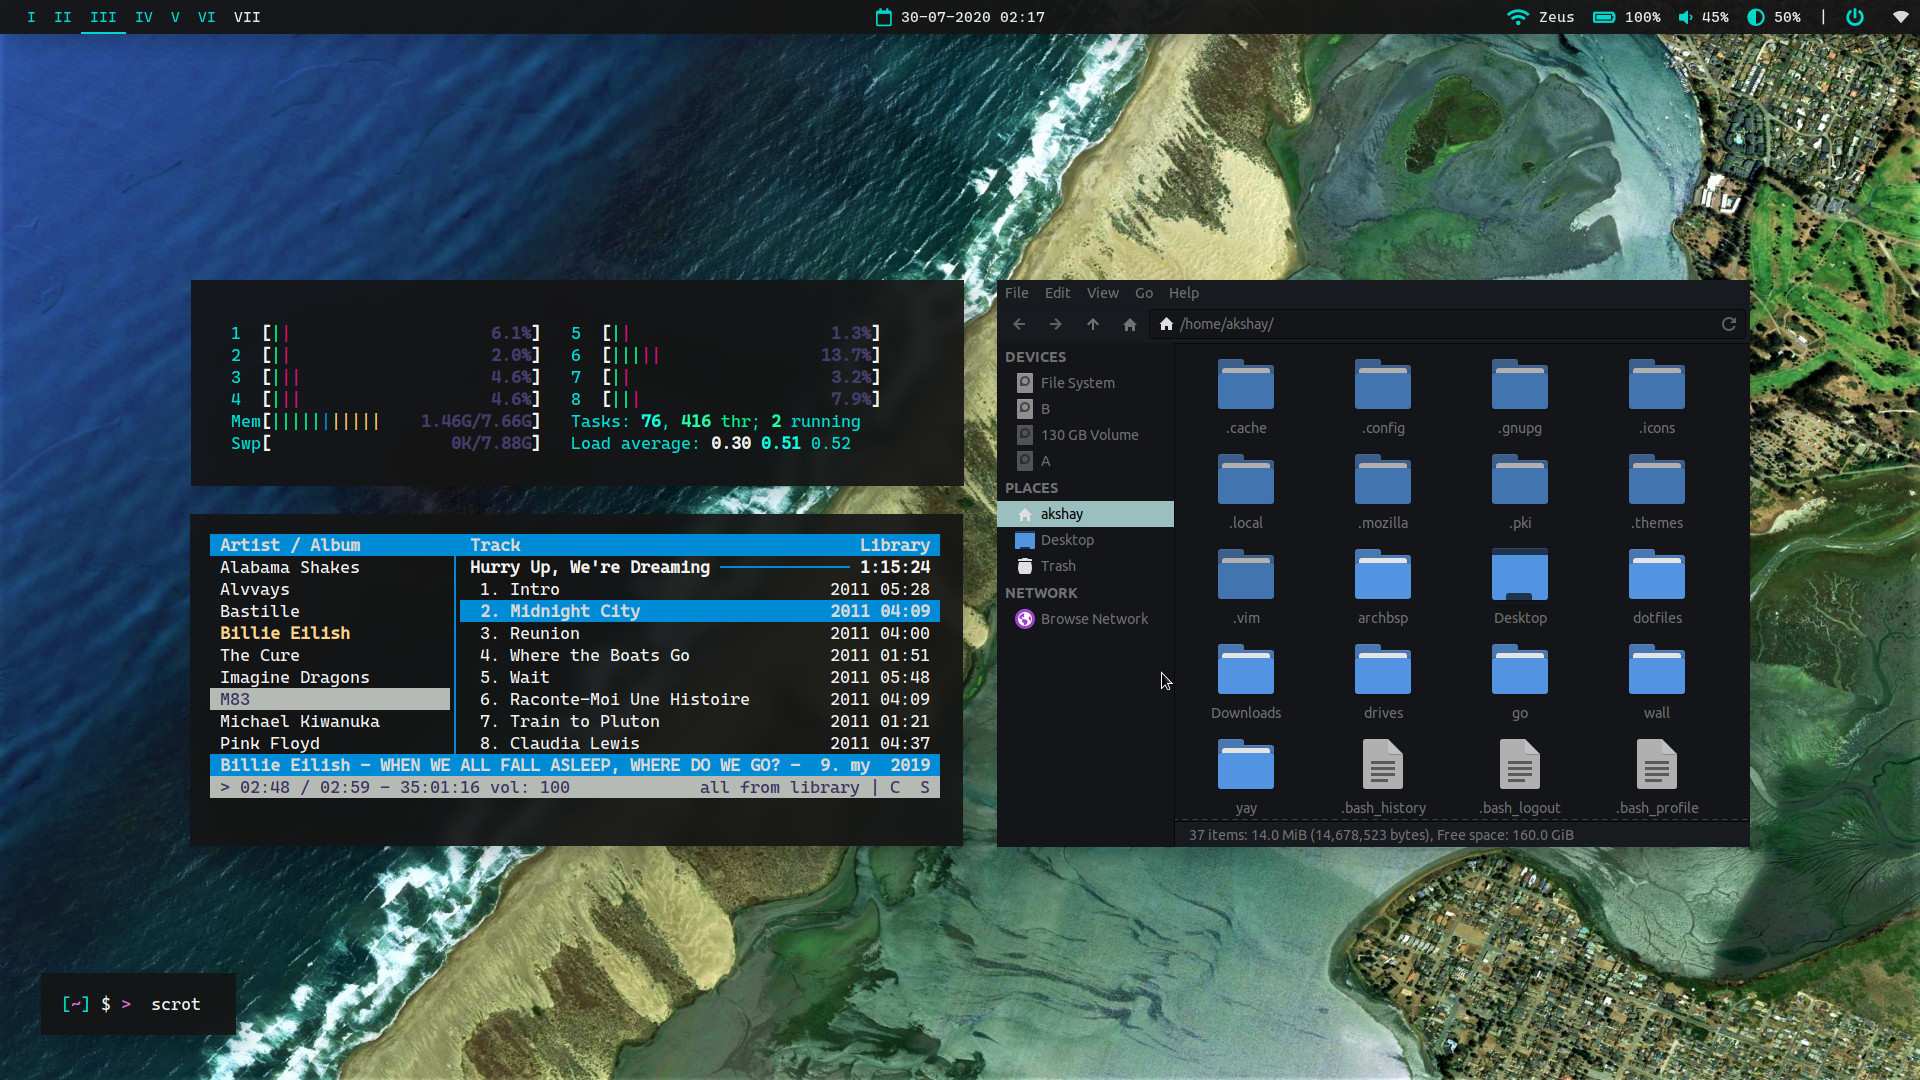 I II III IV V VI VII
30-07-2020 02:17
Zeus 100% 45% 50% |
1 [|| 6.1%] 5 [|| 1.3%]
2 [|| 2.0%] 6 [||||| 13.7%]
3 [||| 4.6%] 7 [|| 3.2%]
4 [||| 4.6%] 8 [||| 7.9%]
Mem[||||||||||| 1.46G/7.66G] Tasks: 76, 416 thr; 2 running
Swp[ 0K/7.88G] Load average: 0.30 0.51 0.52
Artist / Album Track Library
Alabama Shakes Hurry Up, We're Dreaming 1:15:24
Alvvays 1. Intro 2011 05:28
Bastille 2. Midnight City 2011 04:09
Billie Eilish 3. Reunion 2011 04:00
The Cure 4. Where the Boats Go 2011 01:51
Imagine Dragons 5. Wait 2011 05:48
M83 6. Raconte-Moi Une Histoire 2011 04:09
Michael Kiwanuka 7. Train to Pluton 2011 01:21
Pink Floyd 8. Claudia Lewis 2011 04:37
Billie Eilish - WHEN WE ALL FALL ASLEEP, WHERE DO WE GO? - 9. my 2019
> 02:48 / 02:59 - 35:01:16 vol: 100 all from library | C S
File Edit View Go Help
/home/akshay/
DEVICES
File System
B
130 GB Volume
A
PLACES
akshay
Desktop
Trash
NETWORK
Browse Network
.cache .config .gnupg .icons
.local .mozilla .pki .themes
.vim archbsp Desktop dotfiles
Downloads drives go wall
yay .bash_history .bash_logout .bash_profile
37 items: 14.0 MiB (14,678,523 bytes), Free space: 160.0 GiB
[~] $ > scrot